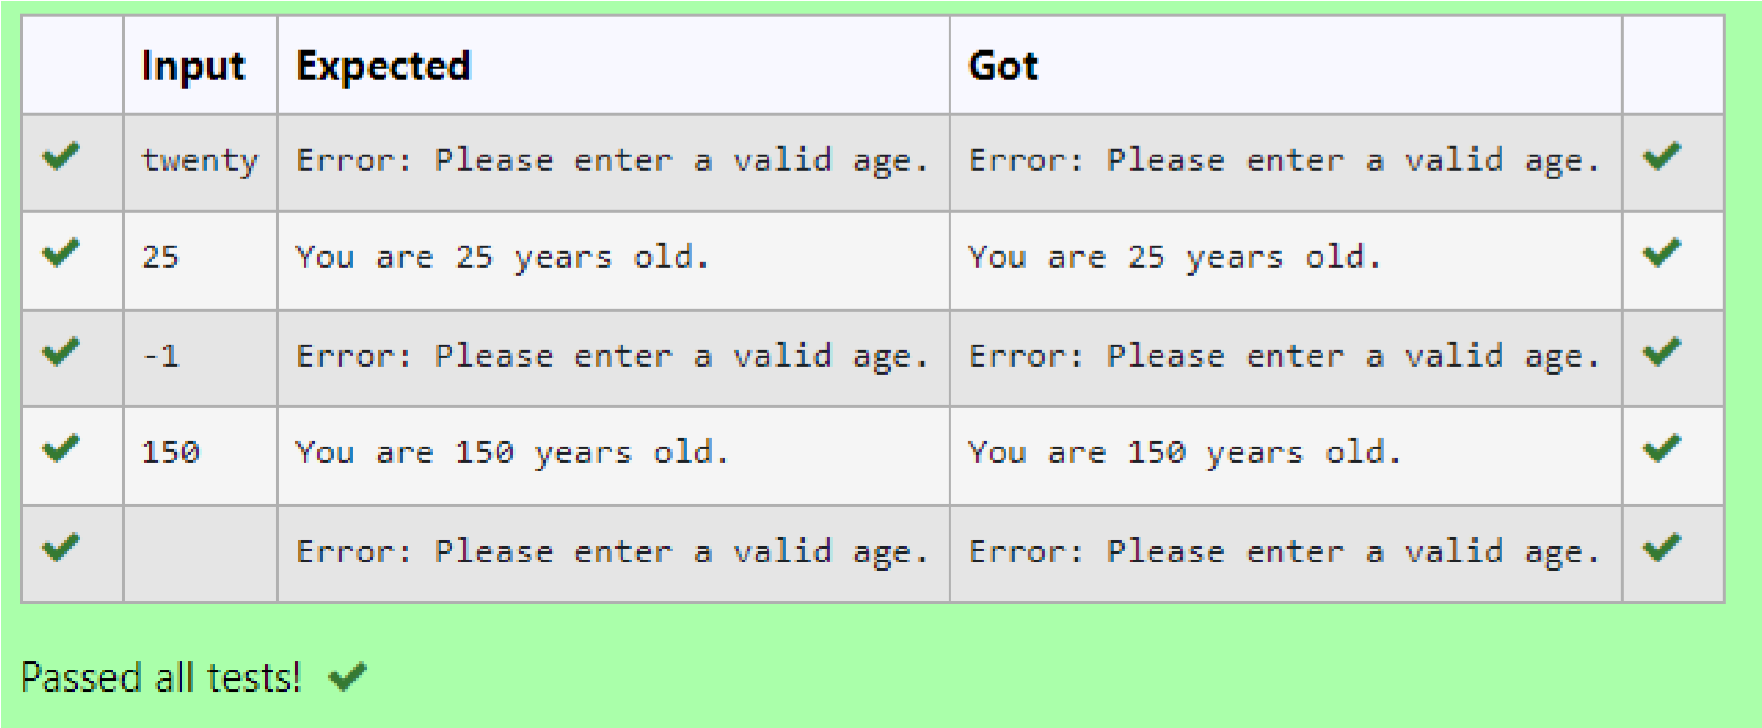 Input Expected Got
twenty Error: Please enter a valid age. Error: Please enter a valid age.
25 You are 25 years old. You are 25 years old.
-1 Error: Please enter a valid age. Error: Please enter a valid age.
150 You are 150 years old. You are 150 years old.
Error: Please enter a valid age. Error: Please enter a valid age.
Passed all tests!